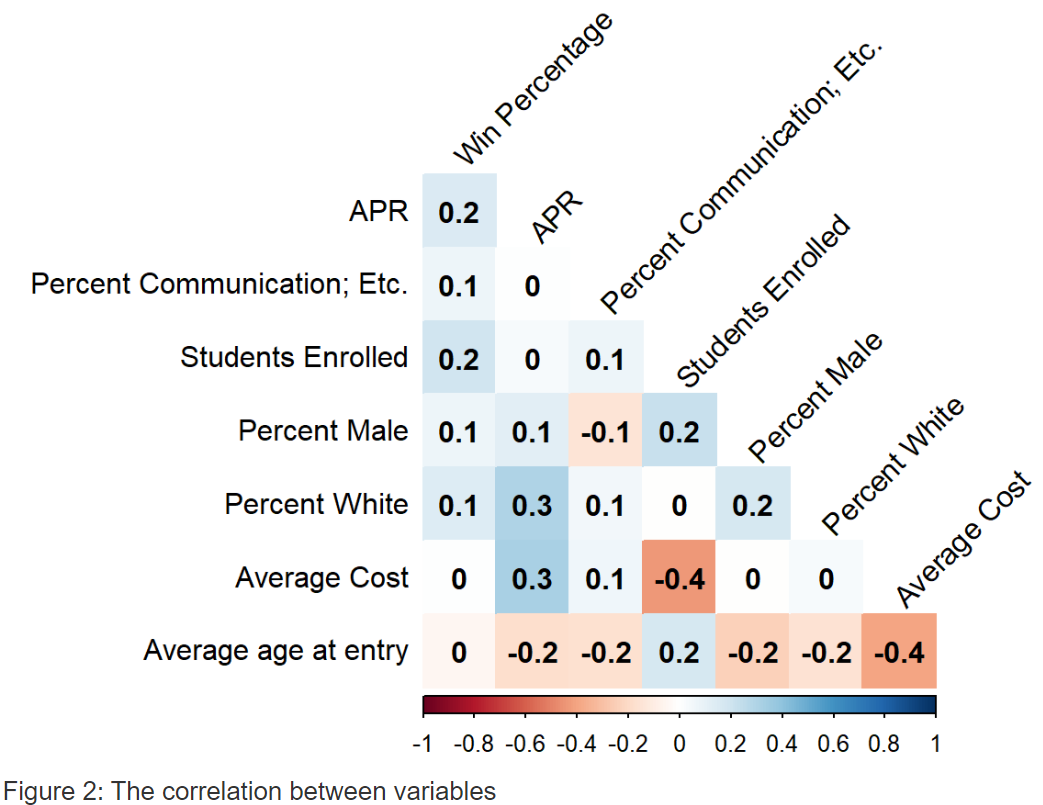 Win Percentage
APR
Percent Communication; Etc.
Students Enrolled
Percent Male
Percent White
Average Cost
APR 0.2
Percent Communication; Etc. 0.1 0
Students Enrolled 0.2 0 0.1
Percent Male 0.1 0.1 -0.1 0.2
Percent White 0.1 0.3 0.1 0 0.2
Average Cost 0 0.3 0.1 -0.4 0 0
Average age at entry 0 -0.2 -0.2 0.2 -0.2 -0.2 -0.4
-1 -0.8 -0.6 -0.4 -0.2 0 0.2 0.4 0.6 0.8 1
Figure 2: The correlation between variables